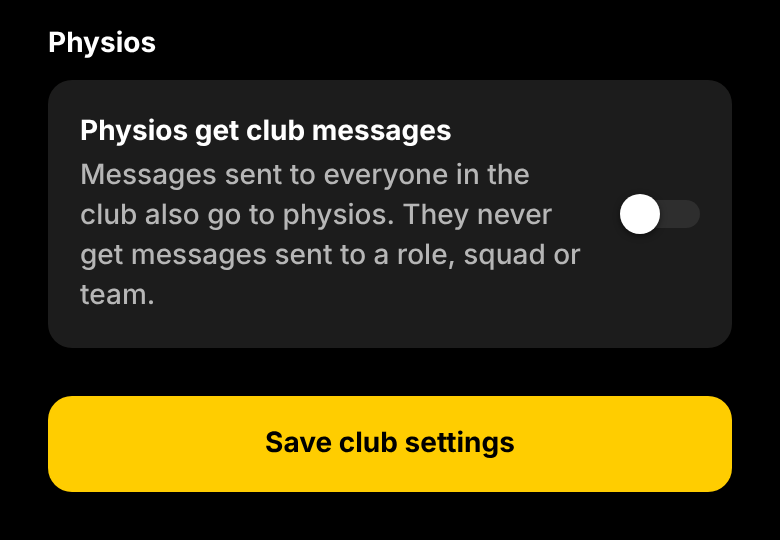 Physios
Physios get club messages
Messages sent to everyone in the
club also go to physios. They never
get messages sent to a role, squad or
team.
Save club settings